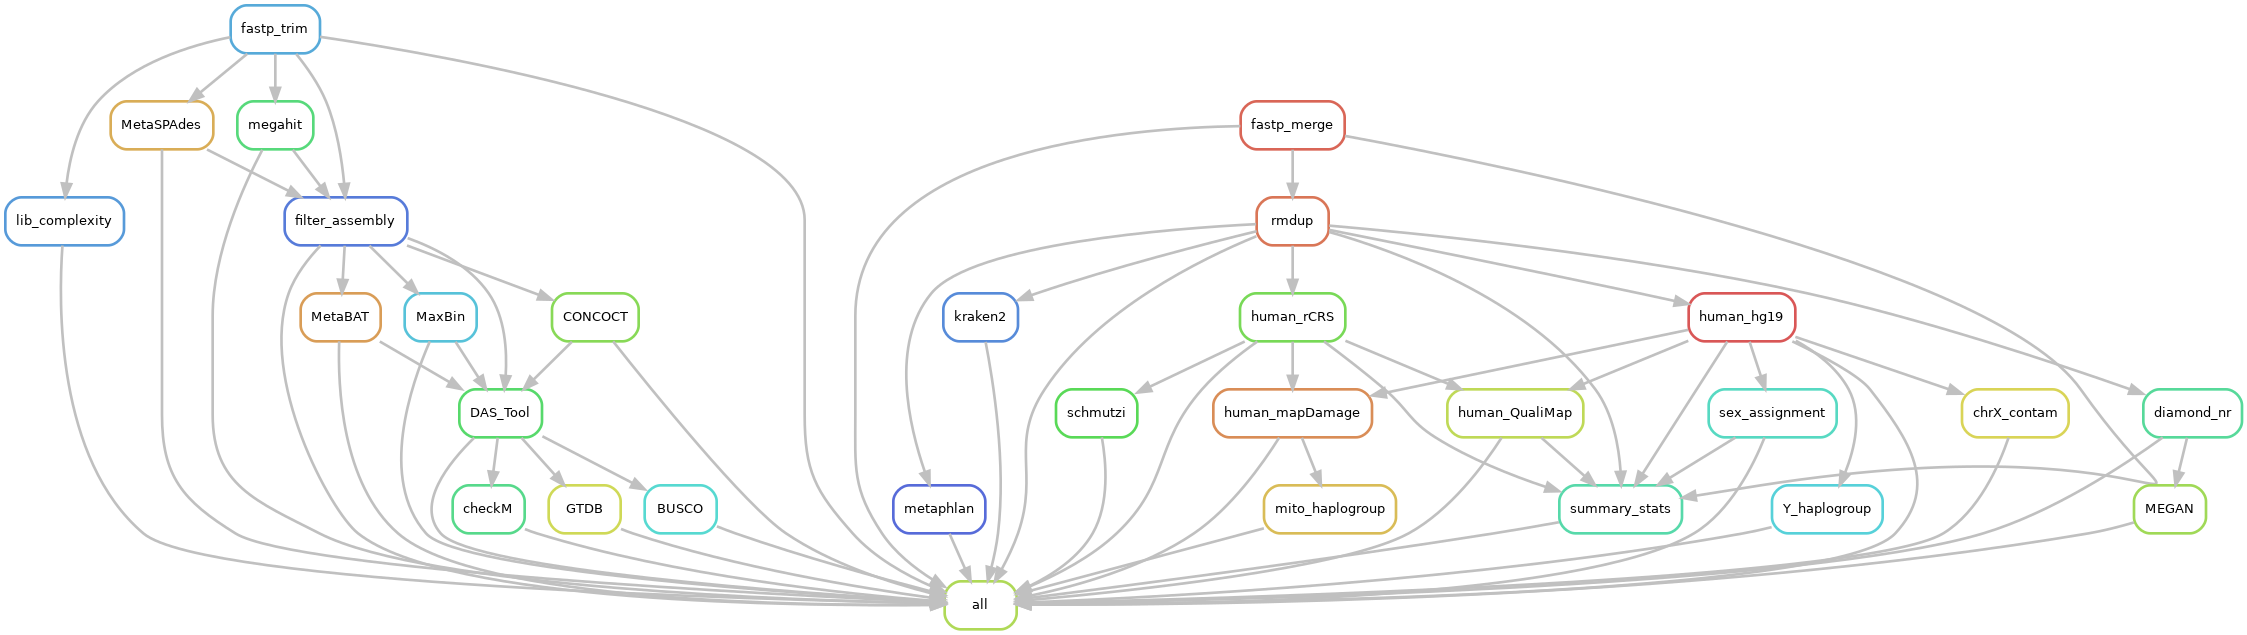 fastp_trim
MetaSPAdes
megahit
fastp_merge
lib_complexity
filter_assembly
rmdup
MetaBAT
MaxBin
CONCOCT
kraken2
human_rCRS
human_hg19
DAS_Tool
schmutzi
human_mapDamage
human_QualiMap
sex_assignment
chrX_contam
diamond_nr
checkM
GTDB
BUSCO
metaphlan
mito_haplogroup
summary_stats
Y_haplogroup
MEGAN
all